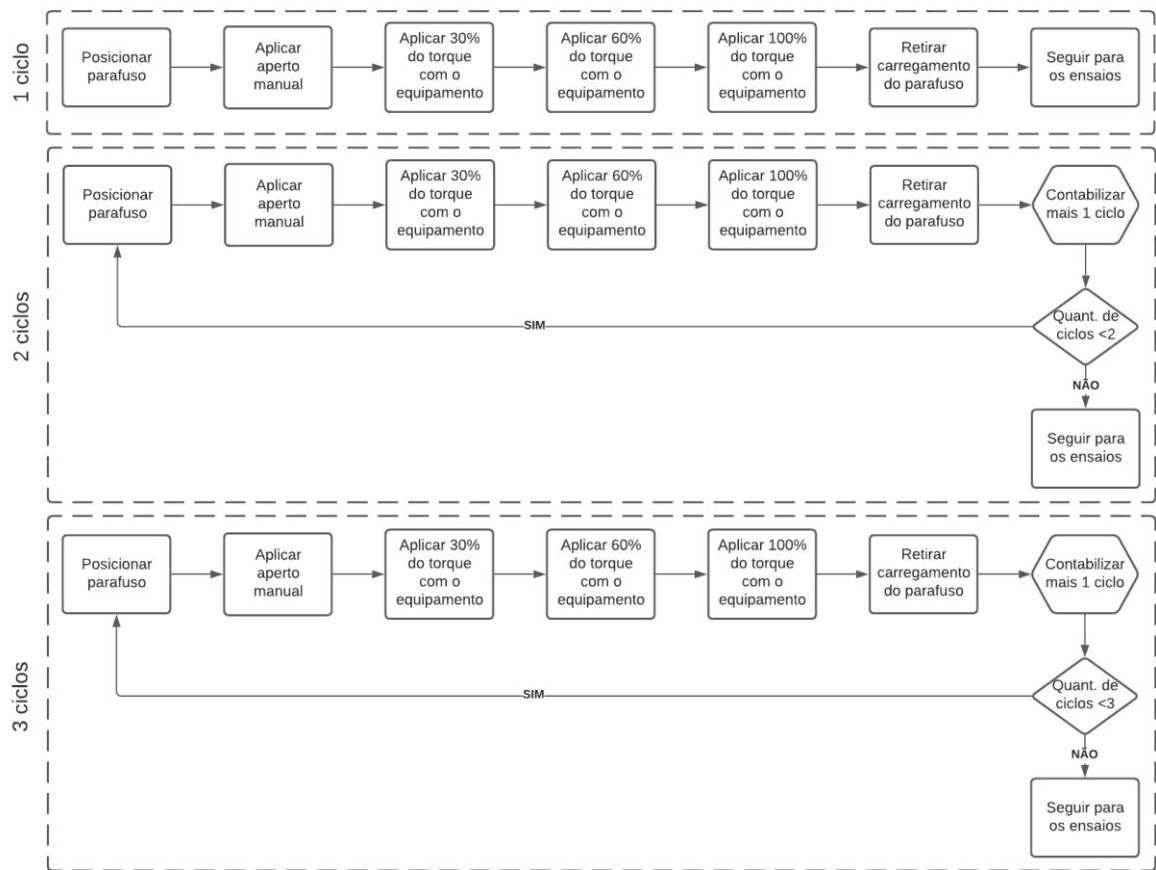 1 ciclo
Posicionar
parafuso
Aplicar
aperto
manual
Aplicar 30%
do torque
com o
equipamento
Aplicar 60%
do torque
com o
equipamento
Aplicar 100%
do torque
com o
equipamento
Retirar
carregamento
do parafuso
Seguir para
os ensaios
2 ciclos
Posicionar
parafuso
Aplicar
aperto
manual
Aplicar 30%
do torque
com o
equipamento
Aplicar 60%
do torque
com o
equipamento
Aplicar 100%
do torque
com o
equipamento
Retirar
carregamento
do parafuso
Contabilizar
mais 1 ciclo
Quant. de
ciclos <2
SIM
NÃO
Seguir para
os ensaios
3 ciclos
Posicionar
parafuso
Aplicar
aperto
manual
Aplicar 30%
do torque
com o
equipamento
Aplicar 60%
do torque
com o
equipamento
Aplicar 100%
do torque
com o
equipamento
Retirar
carregamento
do parafuso
Contabilizar
mais 1 ciclo
Quant. de
ciclos <3
SIM
NÃO
Seguir para
os ensaios